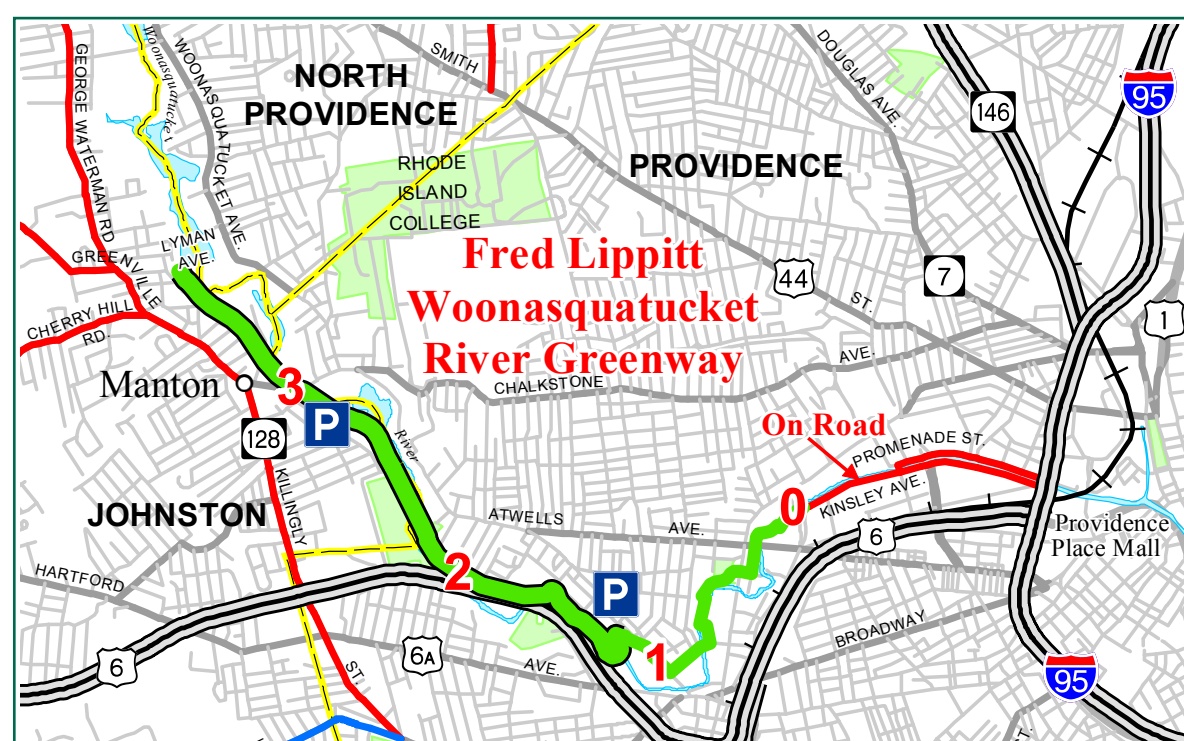 NORTH
PROVIDENCE
PROVIDENCE
JOHNSTON
Fred Lippitt
Woonasquatucket
River Greenway
RHODE
ISLAND
COLLEGE
GEORGE WATERMAN RD.
Woonasquatucket
WOONASQUATUCKET AVE.
SMITH
ST.
DOUGLAS AVE.
146
95
44
7
1
LYMAN
AVE.
GREENVILLE
CHERRY HILL
RD.
Manton
3
P
128
KILLINGLY
ST.
River
CHALKSTONE
AVE.
On Road
PROMENADE ST.
0
KINSLEY AVE.
6
Providence
Place Mall
ATWELLS
AVE.
2
P
HARTFORD
AVE.
6
6A
1
BROADWAY
95
ST.